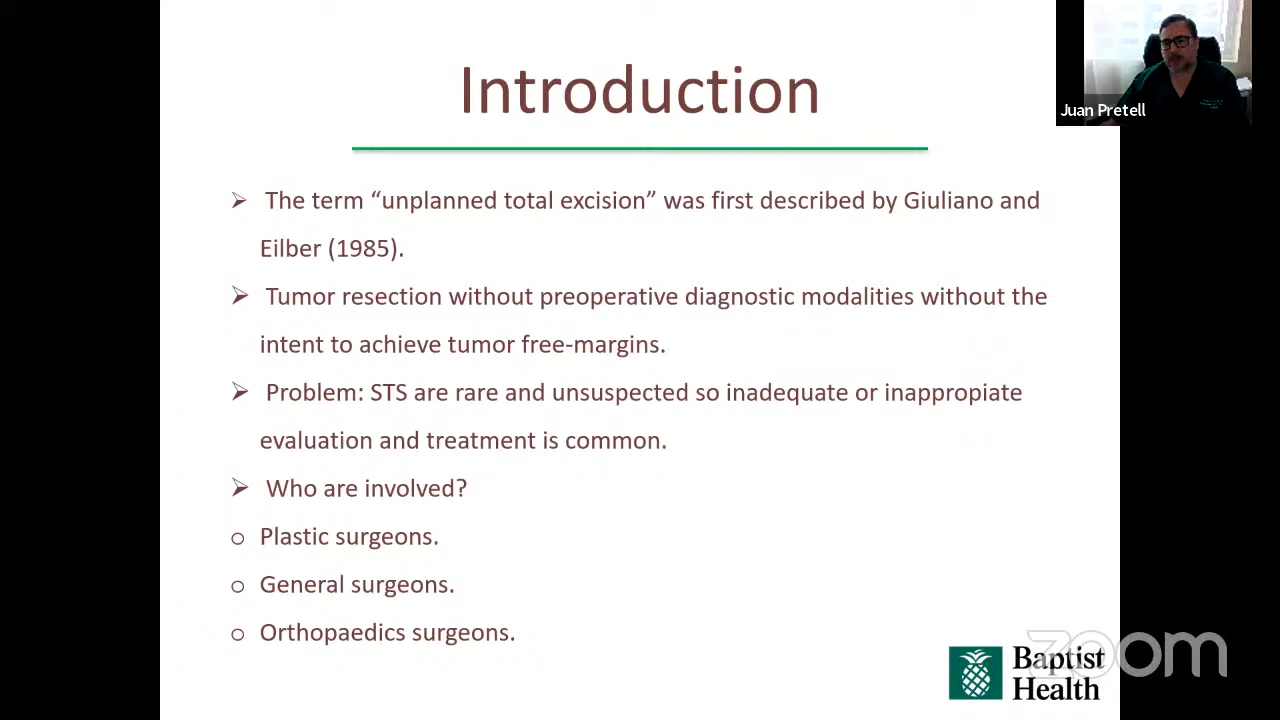 Introduction
Juan Pretell
➢ The term “unplanned total excision” was first described by Giuliano and
Eilber (1985).
➢ Tumor resection without preoperative diagnostic modalities without the
intent to achieve tumor free-margins.
➢ Problem: STS are rare and unsuspected so inadequate or inappropiate
evaluation and treatment is common.
➢ Who are involved?
o Plastic surgeons.
o General surgeons.
o Orthopaedics surgeons.
zoom
Baptist
Health